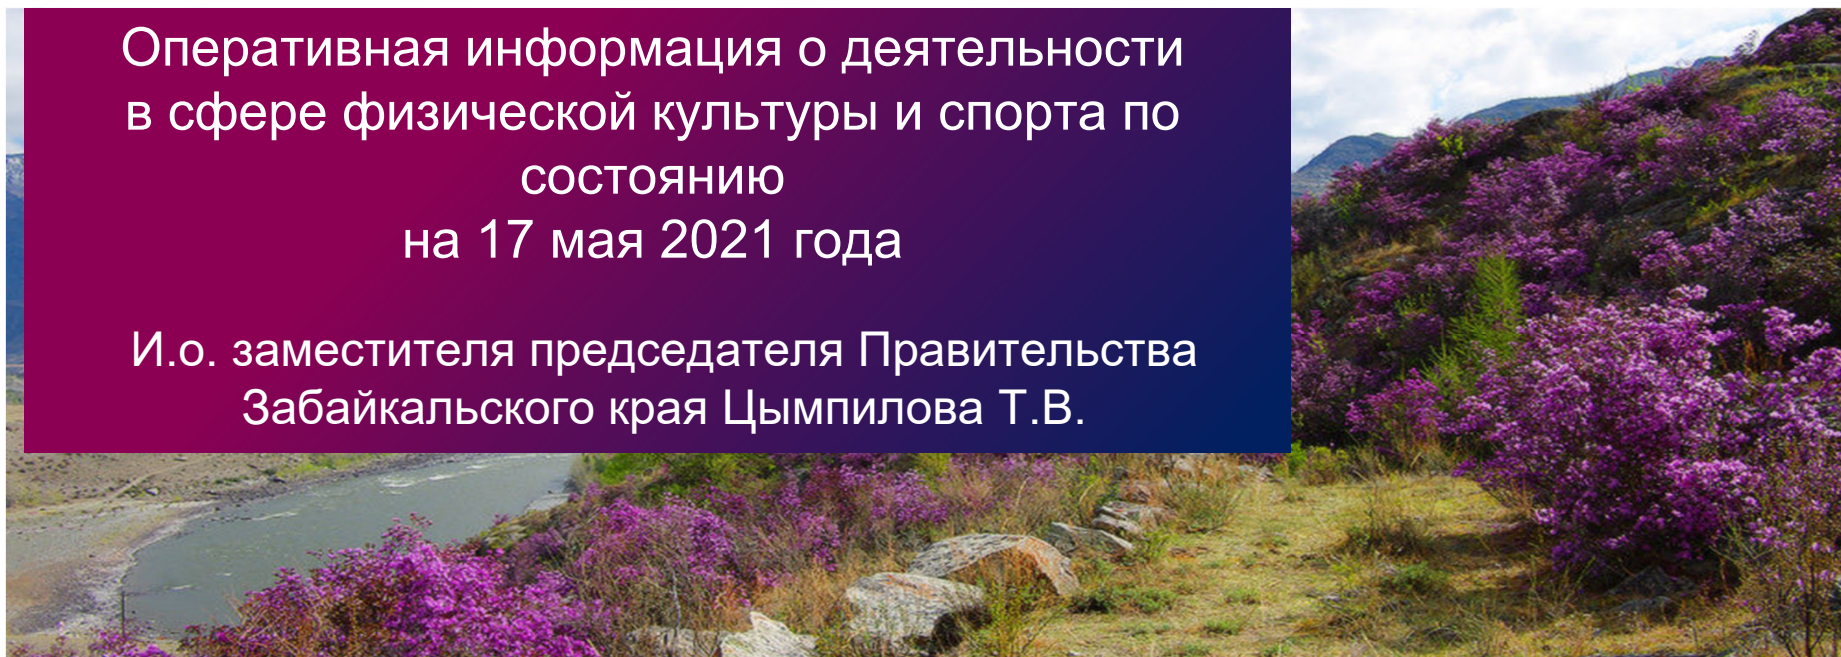 Оперативная информация о деятельности
в сфере физической культуры и спорта по
состоянию
на 17 мая 2021 года
И.о. заместителя председателя Правительства
Забайкальского края Цымпилова Т.В.